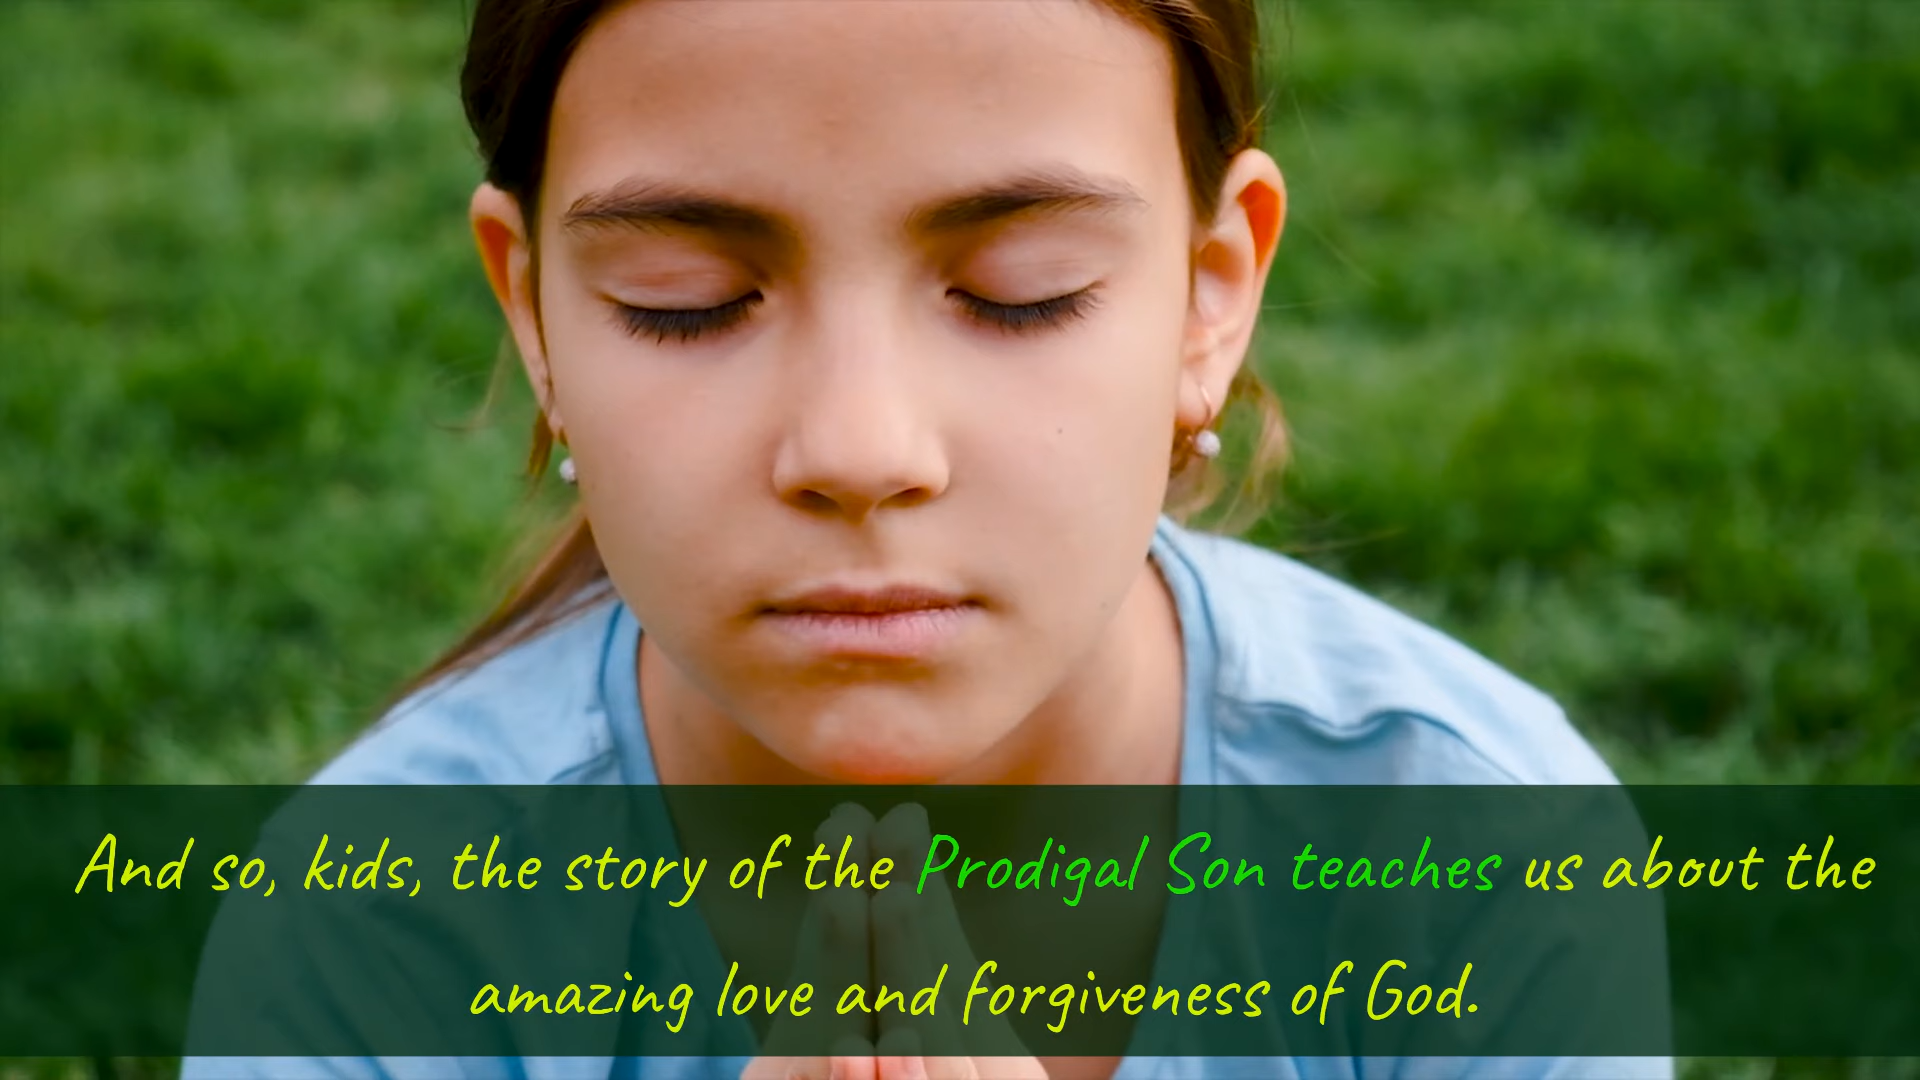 And so, kids, the story of the Prodigal Son teaches us about the
amazing love and forgiveness of God.